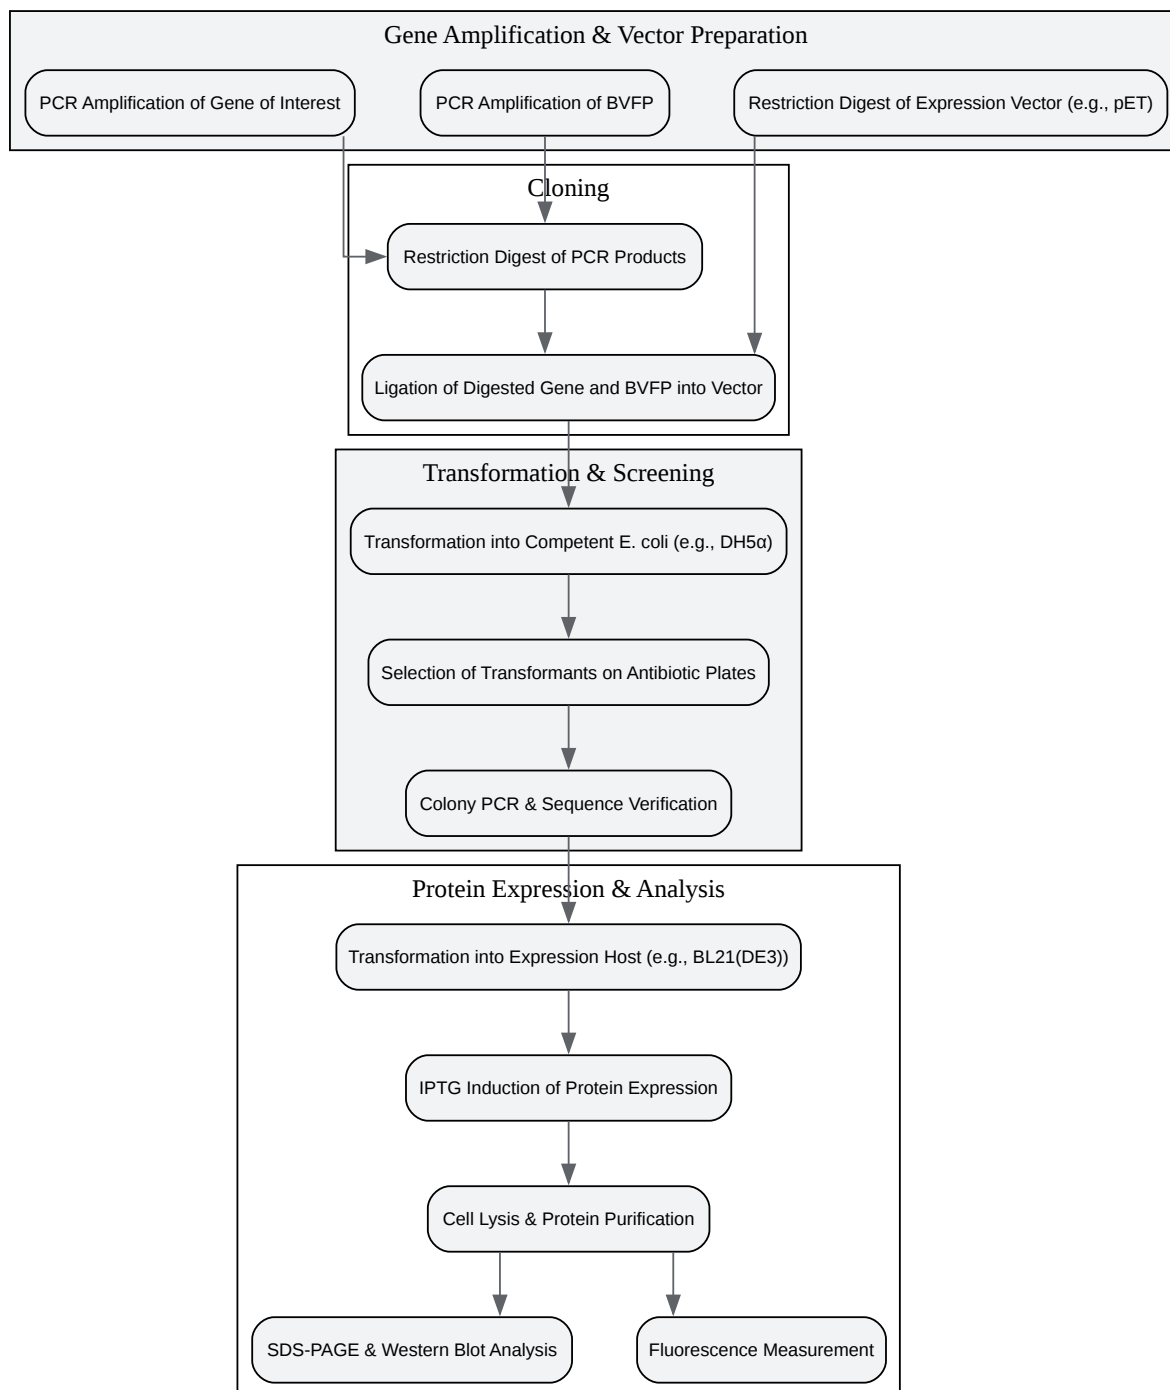 Gene Amplification & Vector Preparation
PCR Amplification of Gene of Interest
PCR Amplification of BVFP
Restriction Digest of Expression Vector (e.g., pET)
Cloning
Restriction Digest of PCR Products
Ligation of Digested Gene and BVFP into Vector
Transformation & Screening
Transformation into Competent E. coli (e.g., DH5α)
Selection of Transformants on Antibiotic Plates
Colony PCR & Sequence Verification
Protein Expression & Analysis
Transformation into Expression Host (e.g., BL21(DE3))
IPTG Induction of Protein Expression
Cell Lysis & Protein Purification
SDS-PAGE & Western Blot Analysis
Fluorescence Measurement